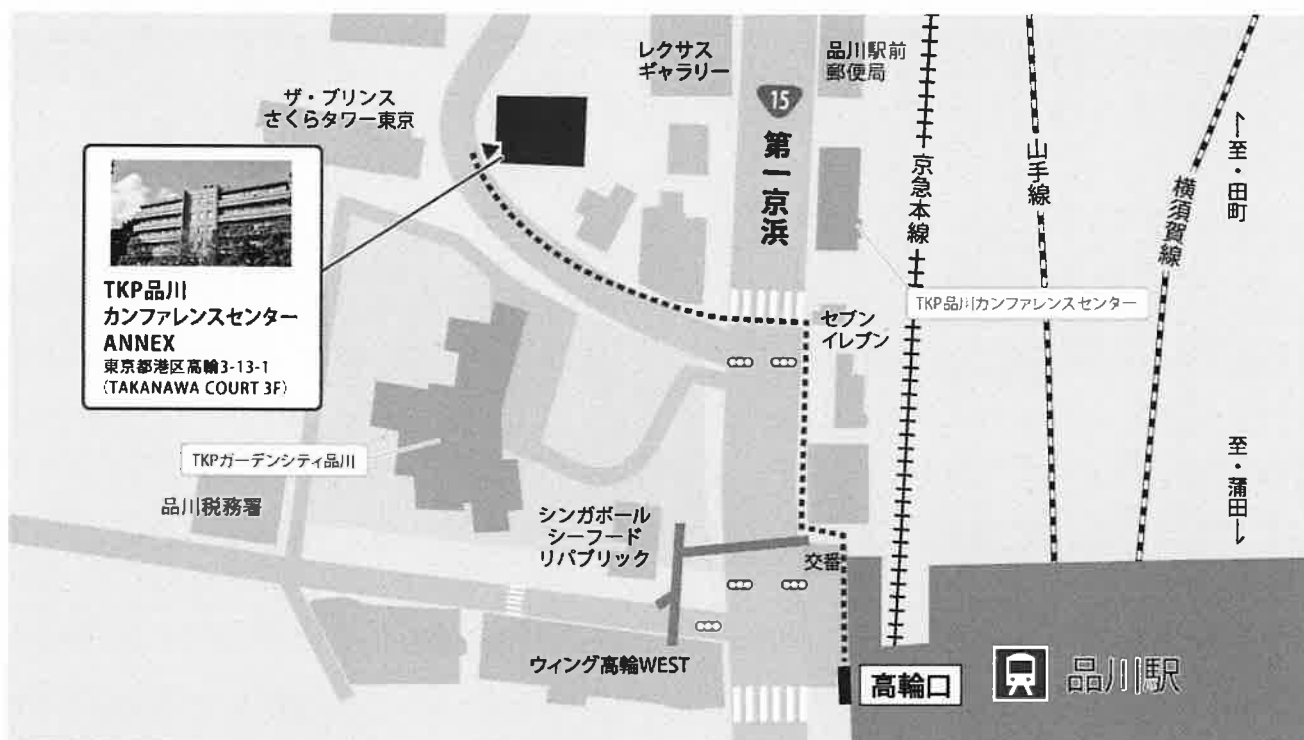 レクサス
ギャラリー
品川駅前
郵便局
15
第一京浜
ザ・プリンス
さくらタワー東京
京急本線
山手線
横須賀線
↑至・田町
TKP品川
カンファレンスセンター
ANNEX
東京都港区高輪3-13-1
(TAKANAWA COURT 3F)
TKP品川カンファレンスセンター
セブン
イレブン
TKPガーデンシティ品川
品川税務署
至・蒲田↓
シンガポール
シーフード
リパブリック
交番
ウィング高輪WEST
高輪口
品川駅